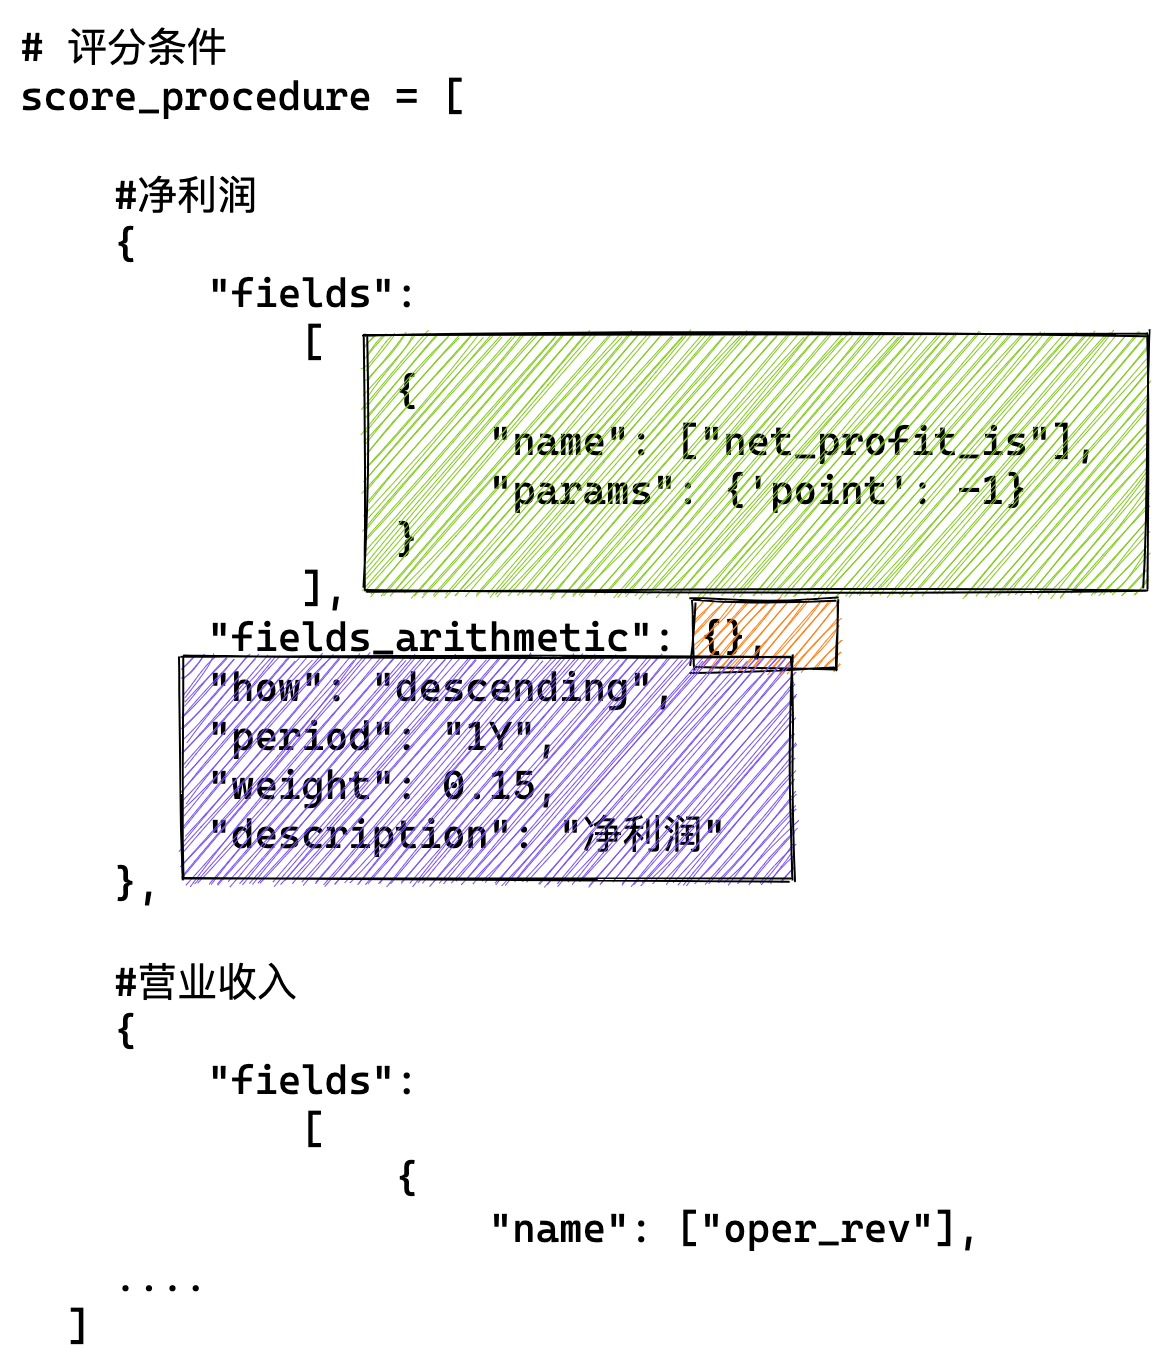 # 评分条件
score_procedure = [
#净利润
{
"fields":
[
{
"name": ["net_profit_is"],
"params": {'point': -1}
}
],
"fields_arithmetic": {},
"how": "descending",
"period": "1Y",
"weight": 0.15,
"description": "净利润"
},
#营业收入
{
"fields":
[
{
"name": ["oper_rev"],
....
]